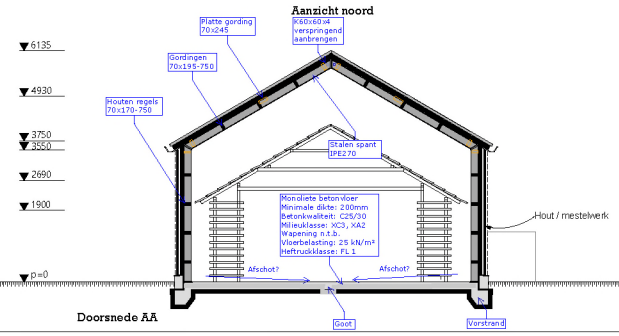 Aanzicht noord
Platte gording
70x245
K60x60x4
verspringend
aanbrengen
6135
Gordingen
70x195-750
4930
Houten regels
70x170-750
3750
3550
Stalen spant
IPE270
2690
1900
Monoliete betonvloer
Minimale dikte: 200mm
Betonkwaliteit: C25/30
Milieuklasse: XC3, XA2
Wapening n.t.b.
Vloerbelasting: 25 kN/m²
Heftruckklasse: FL 1
Hout / mestelwerk
p=0
Afschot?
Afschot?
Doorsnede AA
Goot
Vorstrand